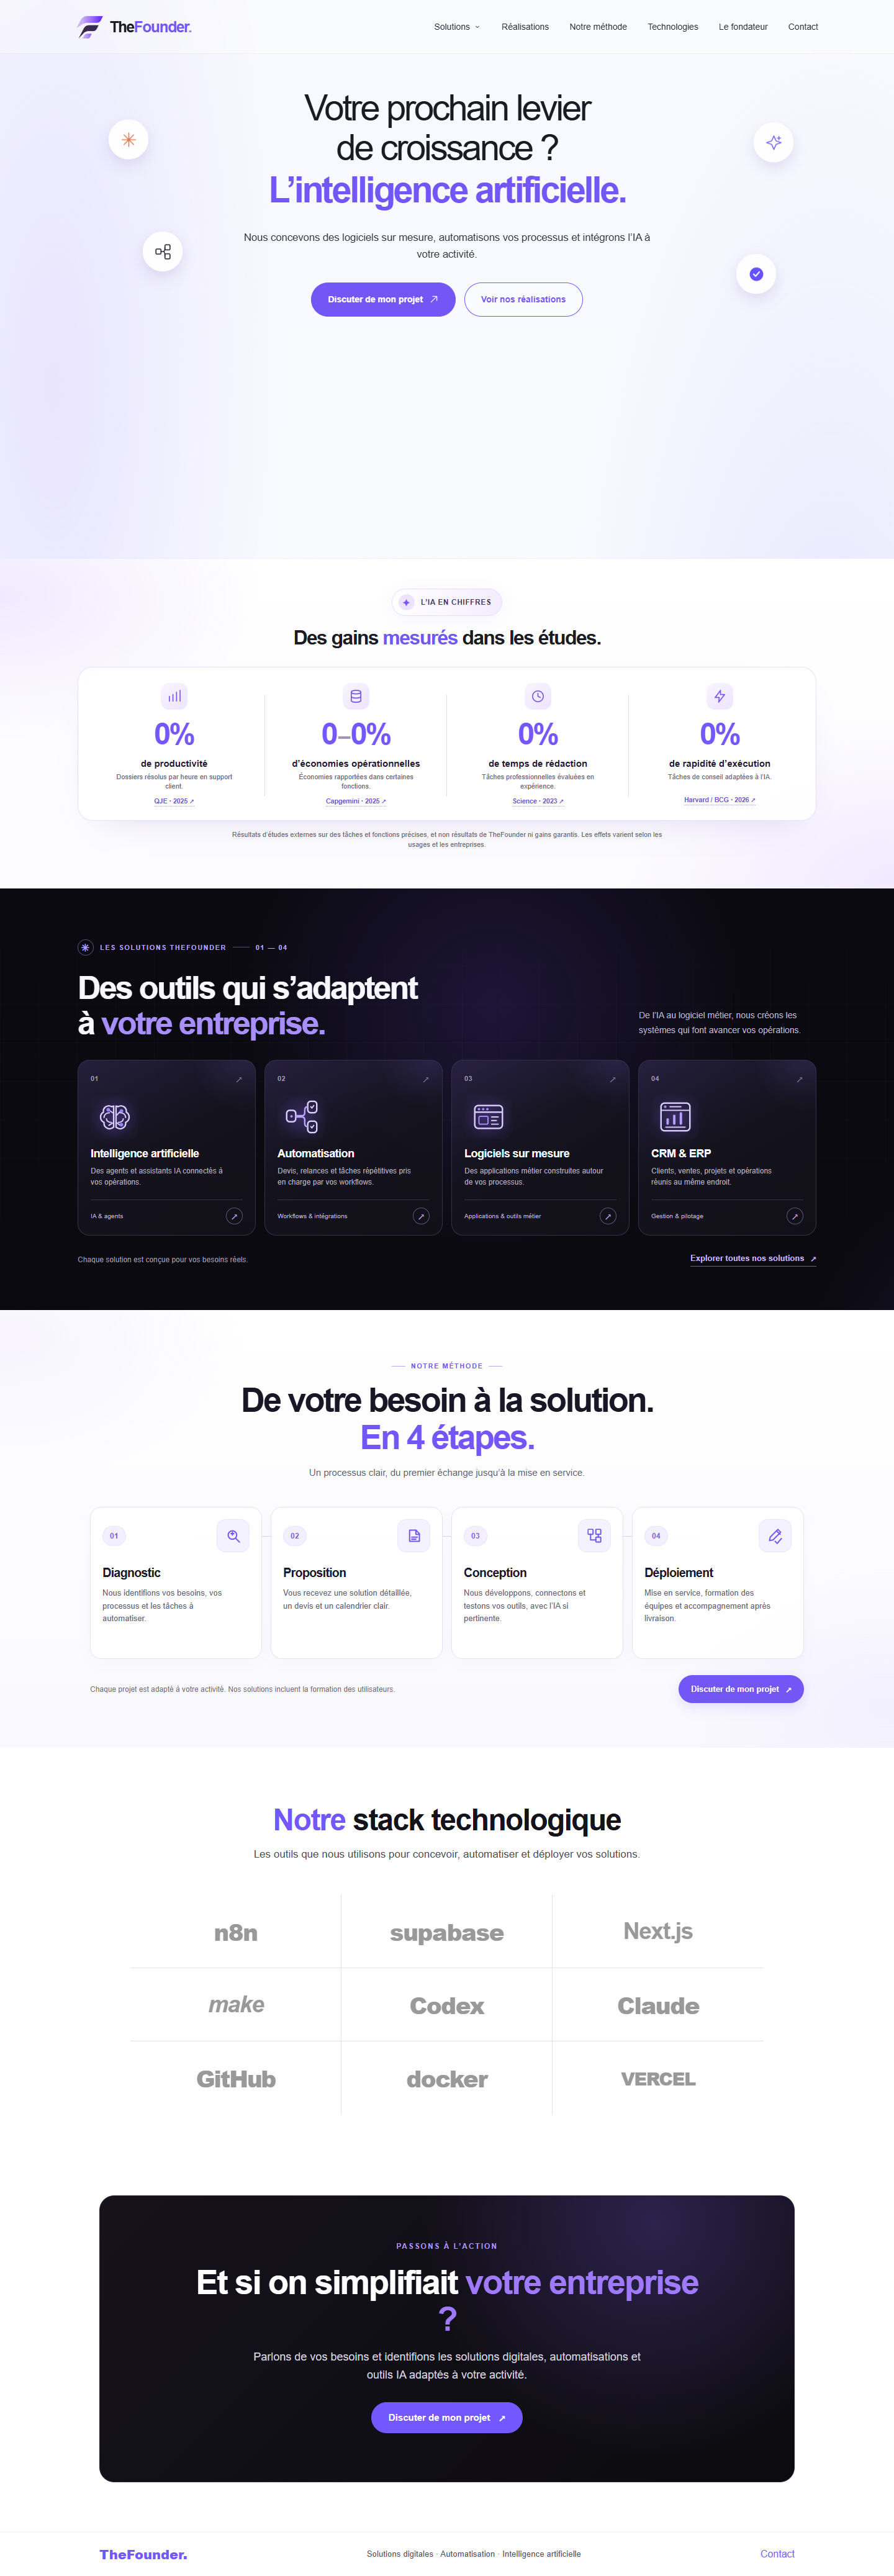 TheFounder.
Solutions
Réalisations
Notre méthode
Technologies
Le fondateur
Contact
Votre prochain levier
de croissance ?
L’intelligence artificielle.
Nous concevons des logiciels sur mesure, automatisons vos processus et intégrons l’IA à
votre activité.
Discuter de mon projet
Voir nos réalisations
L’IA EN CHIFFRES
Des gains mesurés dans les études.
0%
de productivité
Dossiers résolus par heure en support
client.
QJE · 2025 ↗
0–0%
d’économies opérationnelles
Économies rapportées dans certaines
fonctions.
Capgemini · 2025 ↗
0%
de temps de rédaction
Tâches professionnelles évaluées en
expérience.
Science · 2023 ↗
0%
de rapidité d’exécution
Tâches de conseil adaptées à l’IA.
Harvard / BCG · 2026 ↗
Résultats d’études externes sur des tâches et fonctions précises, et non résultats de TheFounder ni gains garantis. Les effets varient selon les
usages et les entreprises.
LES SOLUTIONS THEFOUNDER
01 — 04
Des outils qui s’adaptent
à votre entreprise.
De l’IA au logiciel métier, nous créons les
systèmes qui font avancer vos opérations.
01 ↗
Intelligence artificielle
Des agents et assistants IA connectés à
vos opérations.
IA & agents ↗
02 ↗
Automatisation
Devis, relances et tâches répétitives pris
en charge par vos workflows.
Workflows & intégrations ↗
03 ↗
Logiciels sur mesure
Des applications métier construites autour
de vos processus.
Applications & outils métier ↗
04 ↗
CRM & ERP
Clients, ventes, projets et opérations
réunis au même endroit.
Gestion & pilotage ↗
Chaque solution est conçue pour vos besoins réels.
Explorer toutes nos solutions ↗
NOTRE MÉTHODE
De votre besoin à la solution.
En 4 étapes.
Un processus clair, du premier échange jusqu’à la mise en service.
01
Diagnostic
Nous identifions vos besoins, vos
processus et les tâches à
automatiser.
02
Proposition
Vous recevez une solution détaillée,
un devis et un calendrier clair.
03
Conception
Nous développons, connectons et
testons vos outils, avec l’IA si
pertinente.
04
Déploiement
Mise en service, formation des
équipes et accompagnement après
livraison.
Chaque projet est adapté à votre activité. Nos solutions incluent la formation des utilisateurs.
Discuter de mon projet ↗
Notre stack technologique
Les outils que nous utilisons pour concevoir, automatiser et déployer vos solutions.
n8n
supabase
Next.js
make
Codex
Claude
GitHub
docker
VERCEL
PASSONS À L’ACTION
Et si on simplifiait votre entreprise
?
Parlons de vos besoins et identifions les solutions digitales, automatisations et
outils IA adaptés à votre activité.
Discuter de mon projet ↗
TheFounder.
Solutions digitales · Automatisation · Intelligence artificielle
Contact